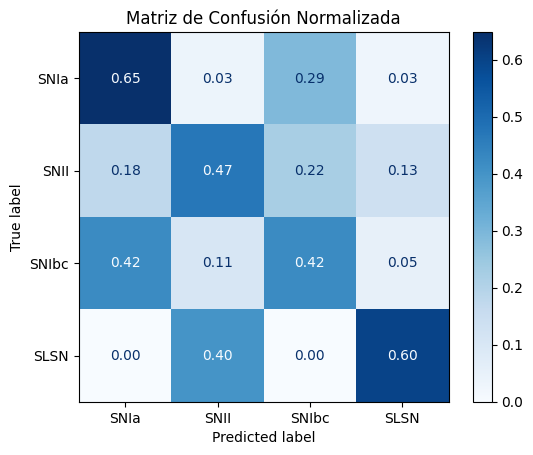 Matriz de Confusión Normalizada
True label
SNIa 0.65 0.03 0.29 0.03
SNII 0.18 0.47 0.22 0.13
SNIbc 0.42 0.11 0.42 0.05
SLSN 0.00 0.40 0.00 0.60
SNIa SNII SNIbc SLSN
Predicted label
0.6
0.5
0.4
0.3
0.2
0.1
0.0